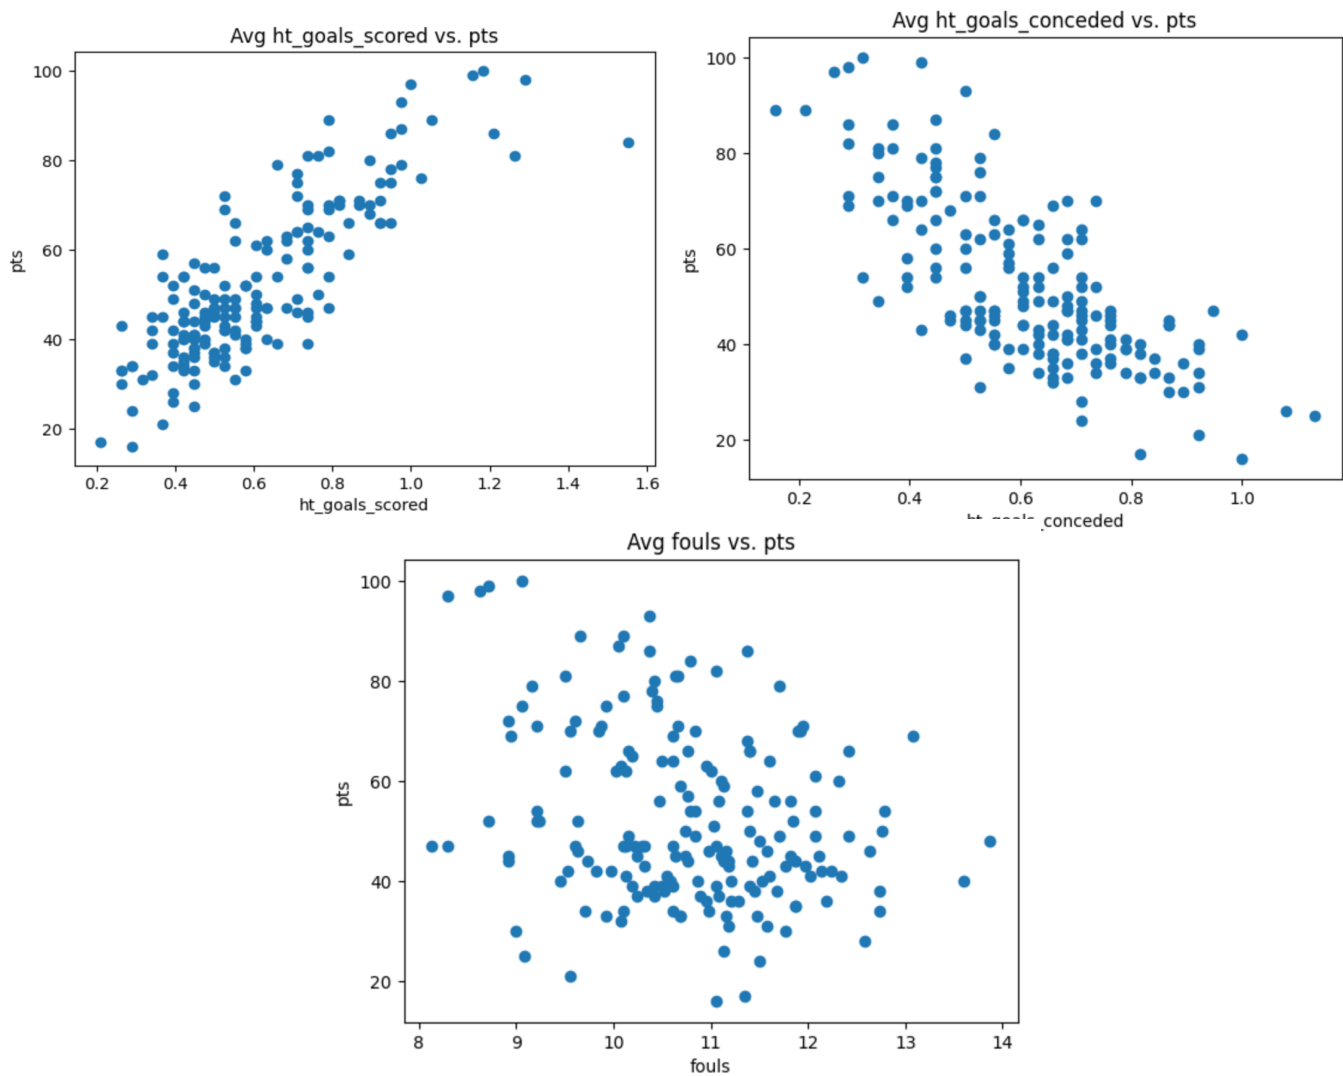 Avg ht_goals_scored vs. pts
pts
100
80
60
40
20
0.2 0.4 0.6 0.8 1.0 1.2 1.4 1.6
ht_goals_scored
Avg ht_goals_conceded vs. pts
pts
100
80
60
40
20
0.2 0.4 0.6 0.8 1.0
ht_goals_conceded
Avg fouls vs. pts
pts
100
80
60
40
20
8 9 10 11 12 13 14
fouls